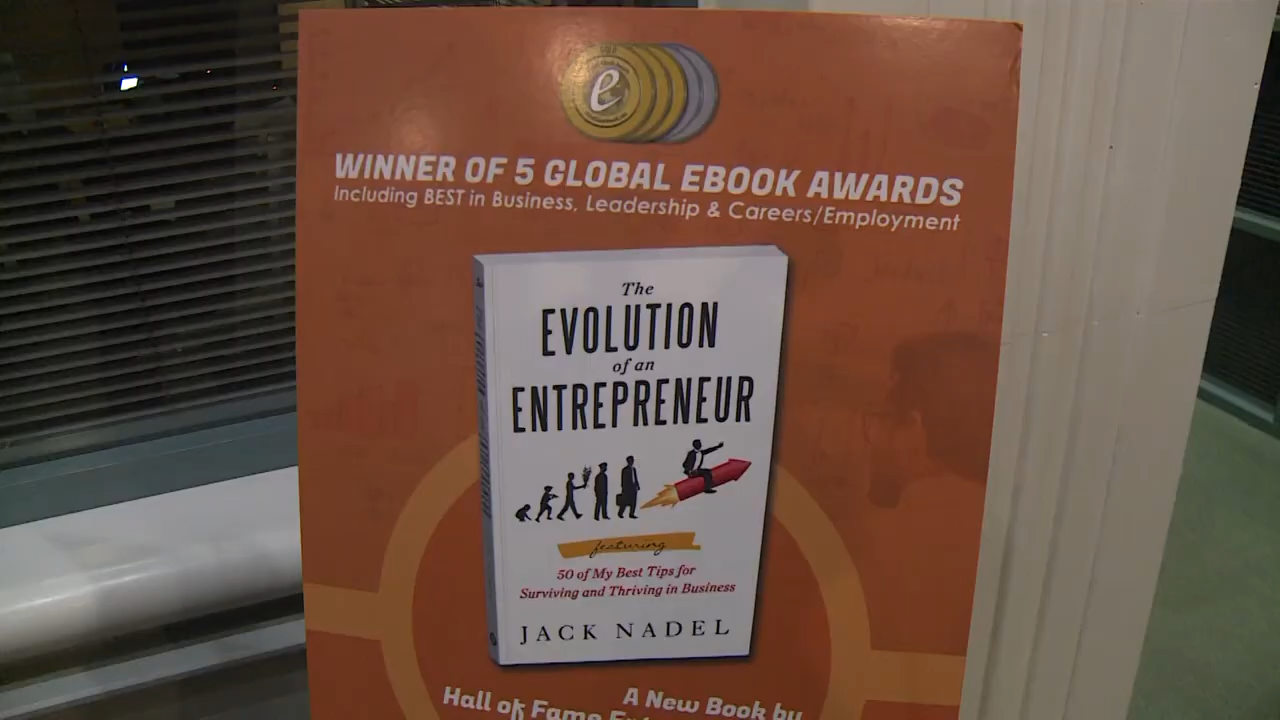 GOLD
e
WINNER OF 5 GLOBAL EBOOK AWARDS
Including BEST in Business, Leadership & Careers/Employment
The
EVOLUTION
of an
ENTREPRENEUR
featuring
50 of My Best Tips for
Surviving and Thriving in Business
JACK NADEL
A New Book by
Hall of Fame